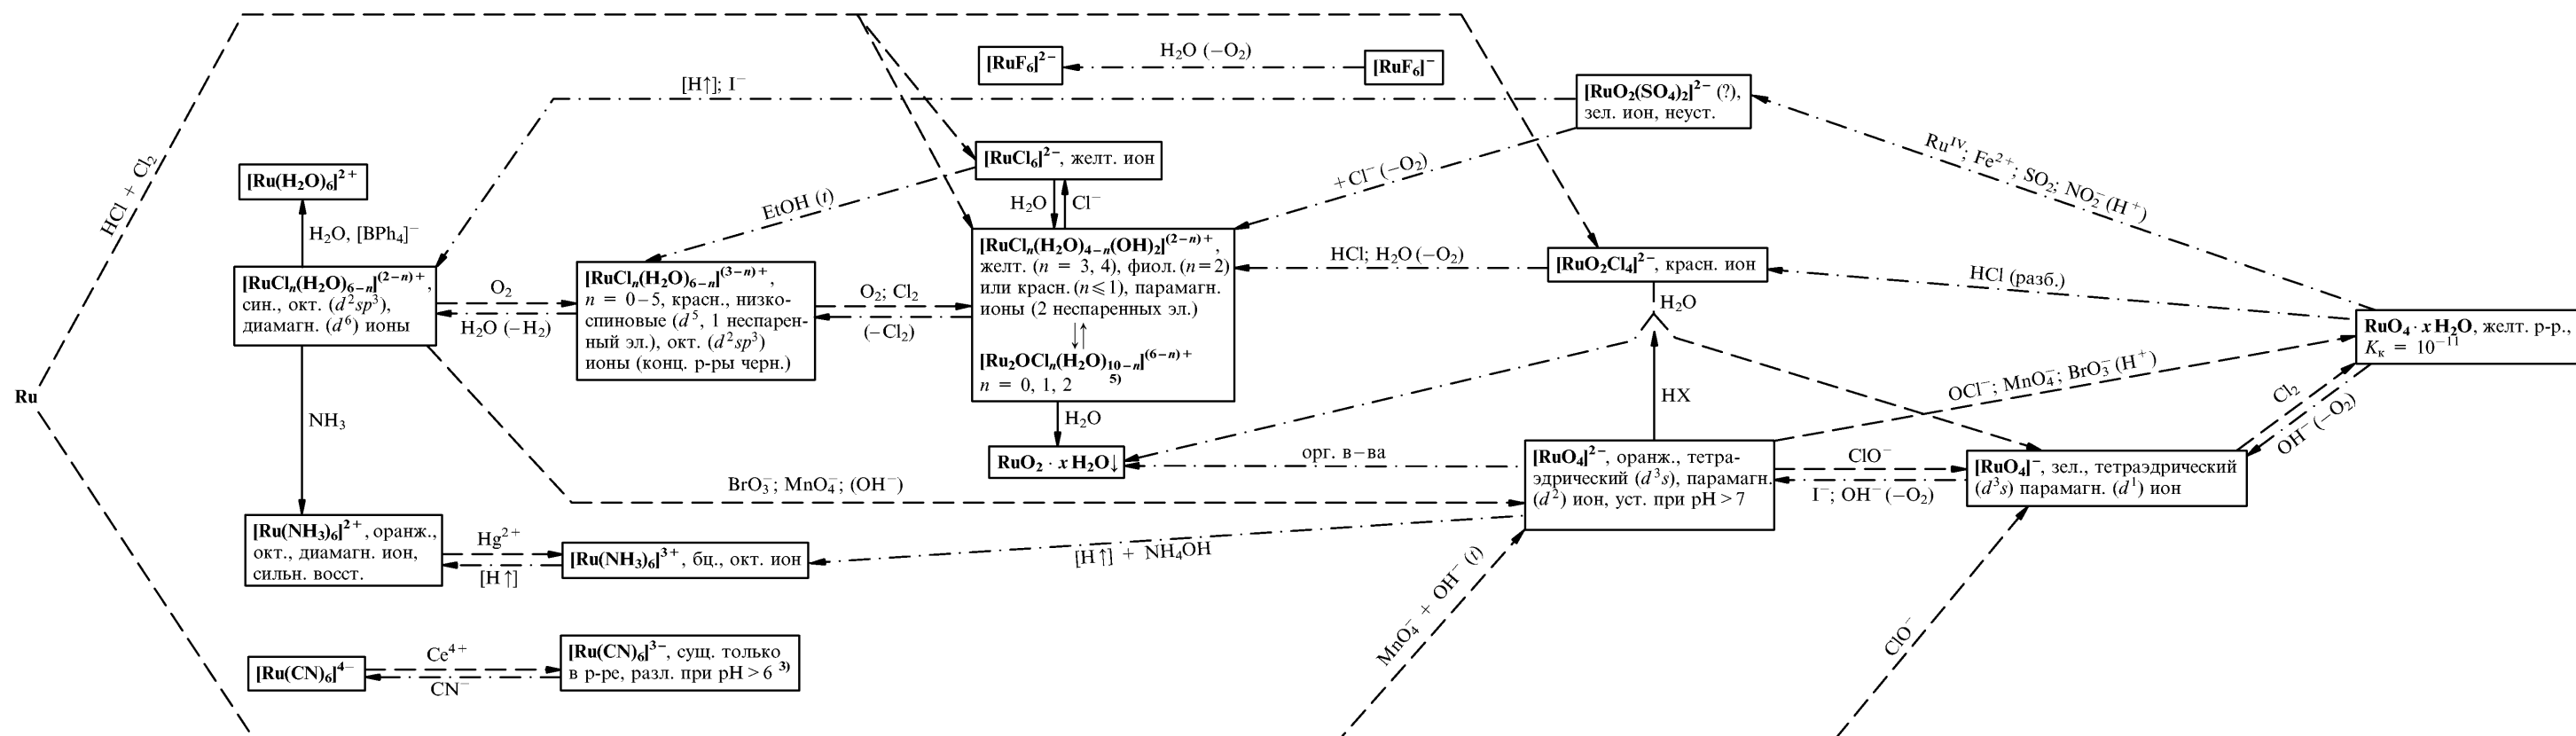 H₂O (−O₂)
[RuF₆]²⁻
[RuF₆]⁻
[H↑]; I⁻
[RuO₂(SO₄)₂]²⁻ (?),
зел. ион, неуст.
HCl + Cl₂
Ru^IV; Fe²⁺; SO₂; NO₂⁻ (H⁺)
[RuCl₆]²⁻, желт. ион
+Cl⁻ (−O₂)
[Ru(H₂O)₆]²⁺
EtOH (t)
H₂O
Cl⁻
H₂O, [BPh₄]⁻
[RuClₙ(H₂O)₄₋ₙ(OH)₂]⁽²⁻ⁿ⁾⁺,
желт. (n = 3, 4), фиол. (n=2)
или красн. (n⩽1), парамагн.
ионы (2 неспаренных эл.)
↓↑
[Ru₂OClₙ(H₂O)₁₀₋ₙ]⁽⁶⁻ⁿ⁾⁺
n = 0, 1, 2 ⁵⁾
HCl; H₂O (−O₂)
[RuO₂Cl₄]²⁻, красн. ион
HCl (разб.)
[RuClₙ(H₂O)₆₋ₙ]⁽²⁻ⁿ⁾⁺,
син., окт. (d²sp³),
диамагн. (d⁶) ионы
O₂
H₂O (−H₂)
[RuClₙ(H₂O)₆₋ₙ]⁽³⁻ⁿ⁾⁺,
n = 0–5, красн., низко-
спиновые (d⁵, 1 неспарен-
ный эл.), окт. (d²sp³)
ионы (конц. р-ры черн.)
O₂; Cl₂
(−Cl₂)
H₂O
RuO₄ · x H₂O, желт. р-р,
Kк = 10⁻¹¹
Ru
NH₃
H₂O
HX
OCl⁻; MnO₄⁻; BrO₃⁻ (H⁺)
Cl₂
OH⁻ (−O₂)
RuO₂ · x H₂O↓
орг. в−ва
[RuO₄]²⁻, оранж., тетра-
эдрический (d³s), парамагн.
(d²) ион, уст. при pH > 7
ClO⁻
I⁻; OH⁻ (−O₂)
[RuO₄]⁻, зел., тетраэдрический
(d³s) парамагн. (d¹) ион
BrO₃⁻; MnO₄⁻; (OH⁻)
[Ru(NH₃)₆]²⁺, оранж.,
окт., диамагн. ион,
сильн. восст.
Hg²⁺
[H↑]
[Ru(NH₃)₆]³⁺, бц., окт. ион
[H↑] + NH₄OH
MnO₄⁻ + OH⁻ (t)
ClO⁻
[Ru(CN)₆]⁴⁻
Ce⁴⁺
CN⁻
[Ru(CN)₆]³⁻, сущ. только
в р-ре, разл. при pH > 6 ³⁾